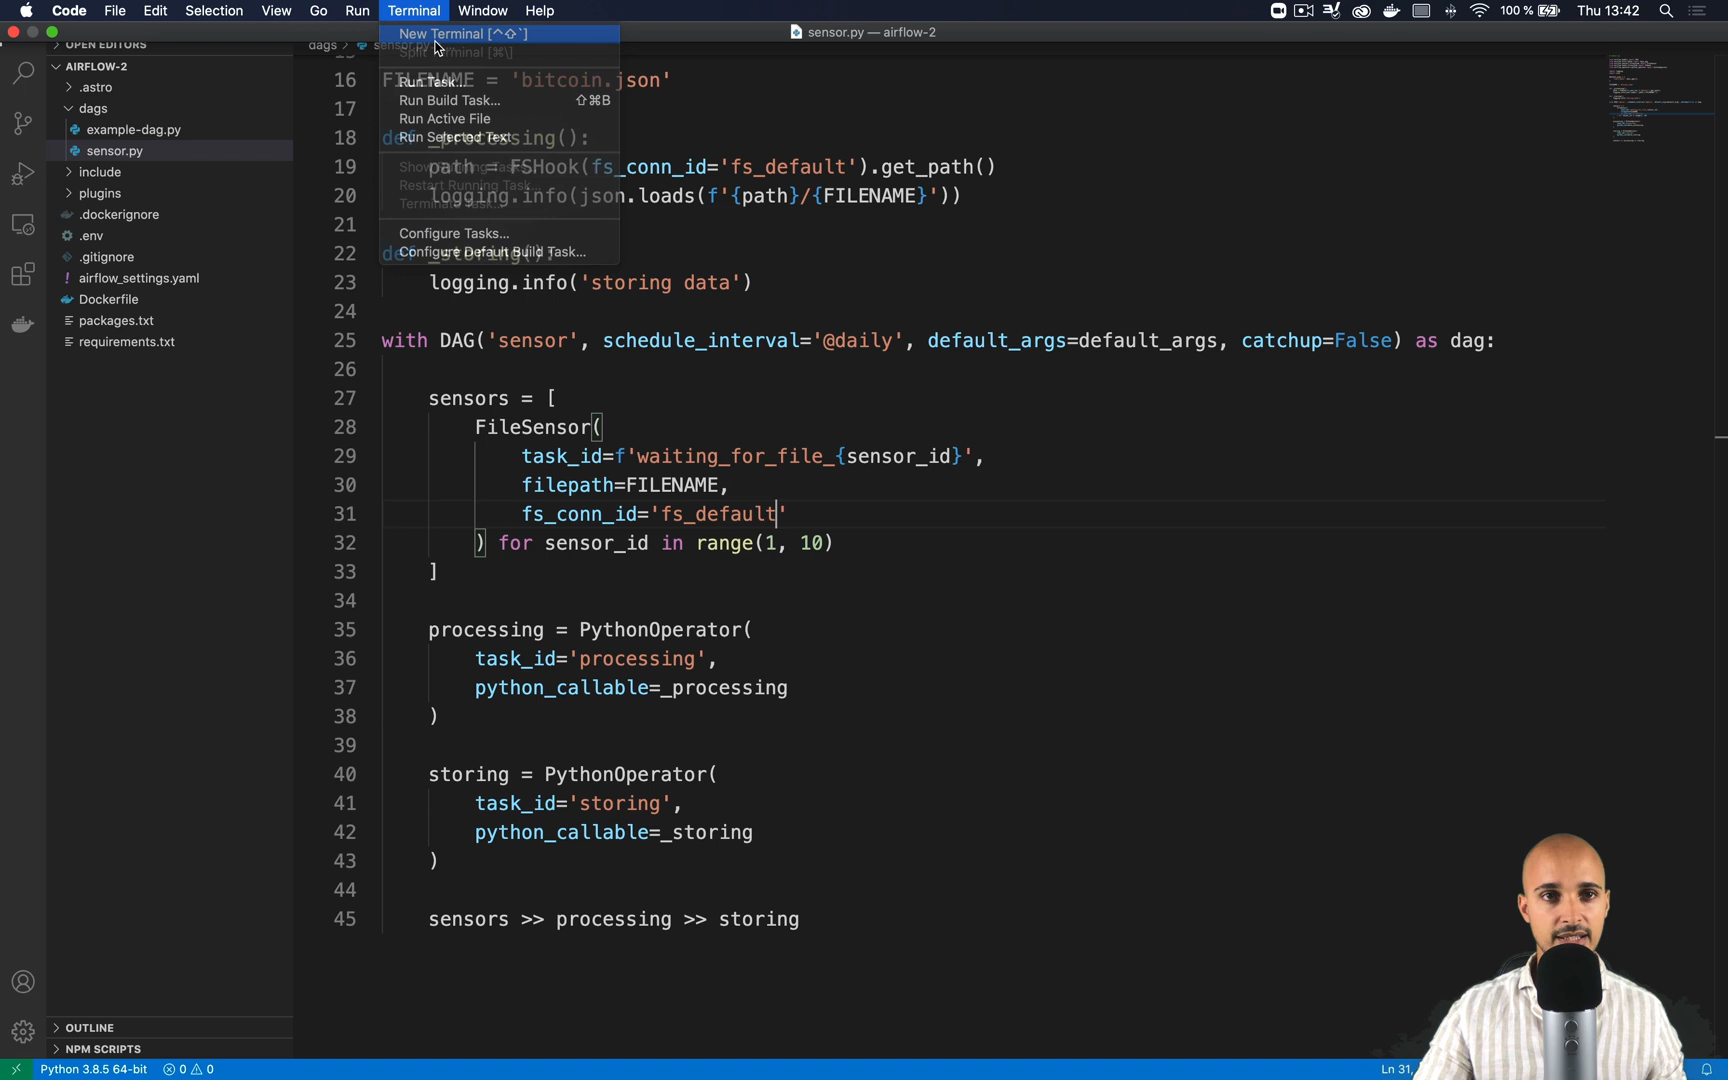 Code File Edit Selection View Go Run Terminal Window Help 100 % Thu 13:42
sensor.py — airflow-2
OPEN EDITORS
AIRFLOW-2
.astro
dags
example-dag.py
sensor.py
include
plugins
.dockerignore
.env
.gitignore
airflow_settings.yaml
Dockerfile
packages.txt
requirements.txt
OUTLINE
NPM SCRIPTS
dags > sensor.py
New Terminal [^⇧`]
Split Terminal [⌘\]
Run Task...
Run Build Task... ⇧⌘B
Run Active File
Run Selected Text
Show Running Tasks...
Restart Running Task...
Terminate Task...
Configure Tasks...
Configure Default Build Task...
16 FILENAME = 'bitcoin.json'
17
18 def _processing():
19 path = FSHook(fs_conn_id='fs_default').get_path()
20 logging.info(json.loads(f'{path}/{FILENAME}'))
21
22 def _storing():
23 logging.info('storing data')
24
25 with DAG('sensor', schedule_interval='@daily', default_args=default_args, catchup=False) as dag:
26
27 sensors = [
28 FileSensor(
29 task_id=f'waiting_for_file_{sensor_id}',
30 filepath=FILENAME,
31 fs_conn_id='fs_default'
32 ) for sensor_id in range(1, 10)
33 ]
34
35 processing = PythonOperator(
36 task_id='processing',
37 python_callable=_processing
38 )
39
40 storing = PythonOperator(
41 task_id='storing',
42 python_callable=_storing
43 )
44
45 sensors >> processing >> storing
Python 3.8.5 64-bit 0 0 Ln 31,